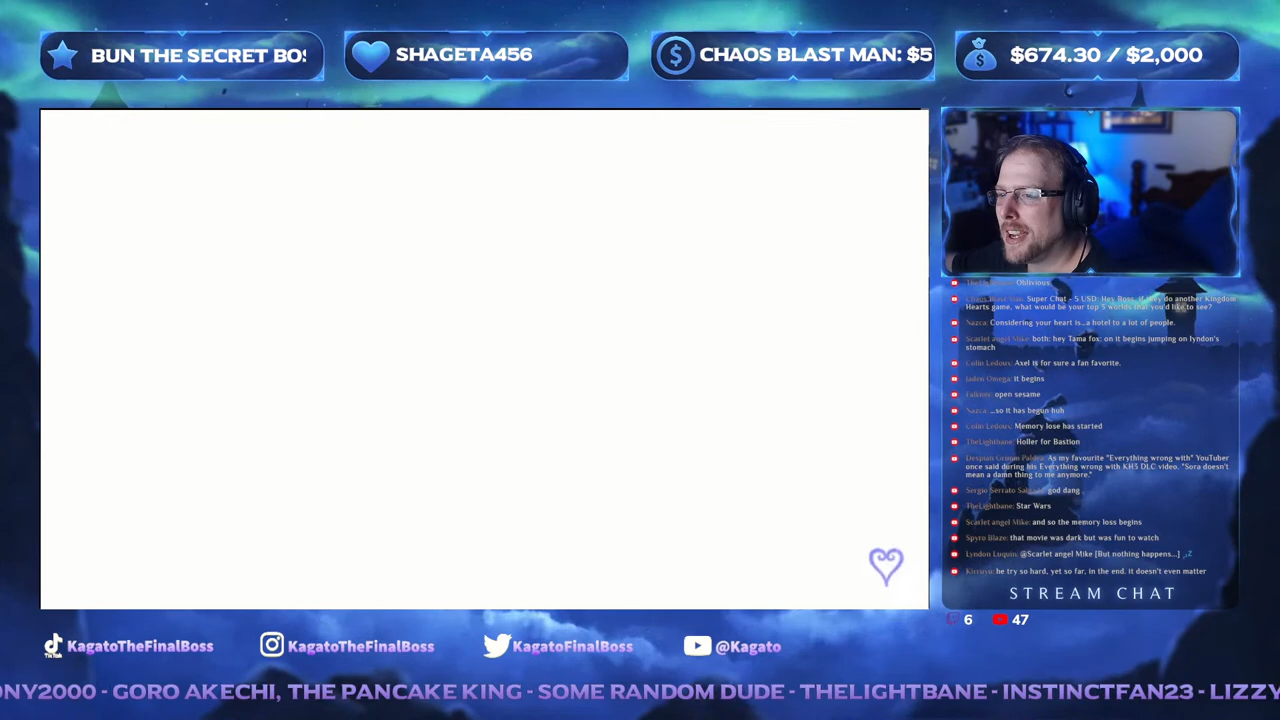 BUN THE SECRET BOS
SHAGETA456
CHAOS BLAST MAN: $5
$674.30 / $2,000
Oblivious
Chaos Blast Man: Super Chat - 5 USD: Hey Boss, if they do another Kingdom
Hearts game, what would be your top 3 worlds that you'd like to see?
Nazca: Considering your heart is...a hotel to a lot of people.
Scarlet angel Mike: both: hey Tama fox: on it begins jumping on lyndon's
stomach
Colin Ledoux: Axel is for sure a fan favorite.
Jaden Omega: it begins
open sesame
Nazca: ...so it has begun huh
Colin Ledoux: Memory lose has started
TheLightbane: Holler for Bastion
As my favourite "Everything wrong with" YouTuber
once said during his Everything wrong with KH3 DLC video. "Sora doesn't
mean a damn thing to me anymore."
Sergio Serrato god dang
TheLightbane: Star Wars
Scarlet angel Mike: and so the memory loss begins
Spyro Blaze: that movie was dark but was fun to watch
Lyndon Luquin: @Scarlet angel Mike [But nothing happens...]
he try so hard, yet so far, in the end. it doesn't even matter
STREAM CHAT
6 47
KagatoTheFinalBoss KagatoTheFinalBoss KagatoFinalBoss @Kagato
ONY2000 - GORO AKECHI, THE PANCAKE KING - SOME RANDOM DUDE - THELIGHTBANE - INSTINCTFAN23 - LIZZY